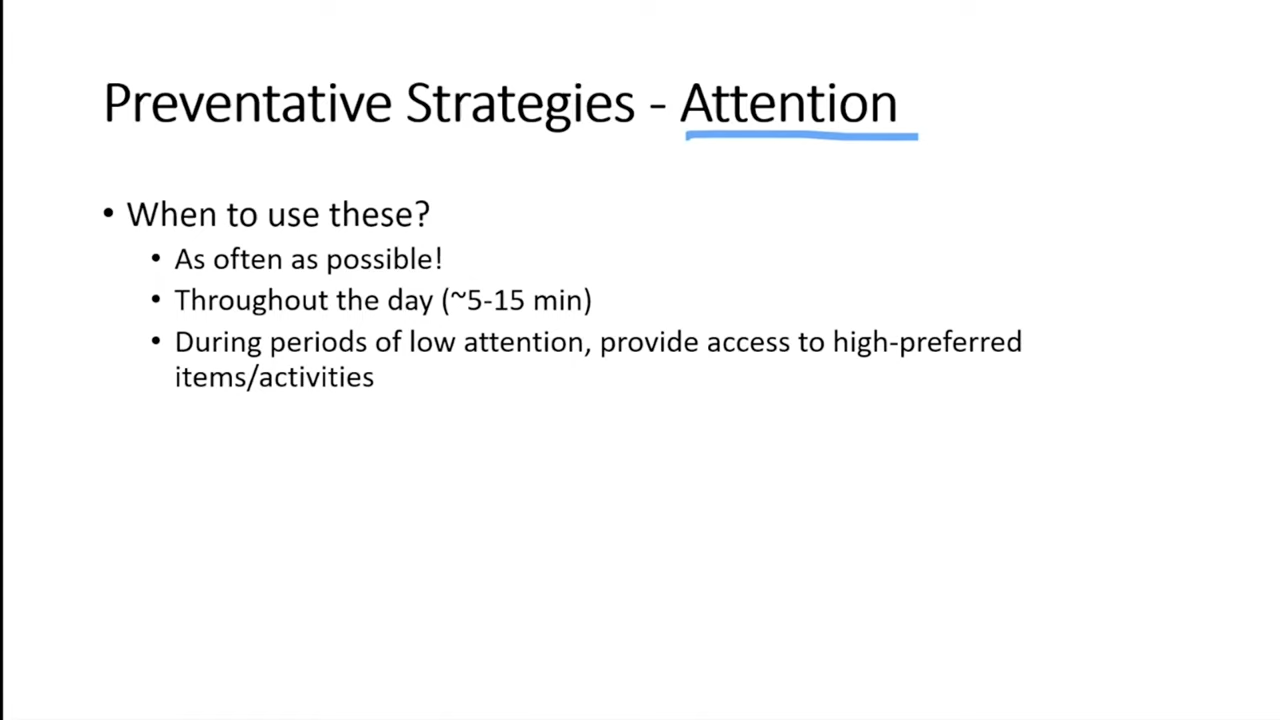 Preventative Strategies - Attention
• When to use these?
• As often as possible!
• Throughout the day (~5-15 min)
• During periods of low attention, provide access to high-preferred
items/activities